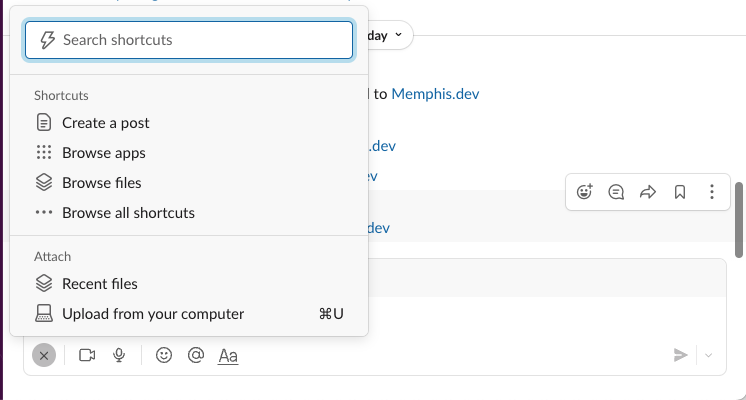 Search shortcuts
day
to Memphis.dev
Shortcuts
Create a post
.dev
Browse apps
Browse files
Browse all shortcuts
dev
Attach
Recent files
Upload from your computer ⌘U
@ Aa